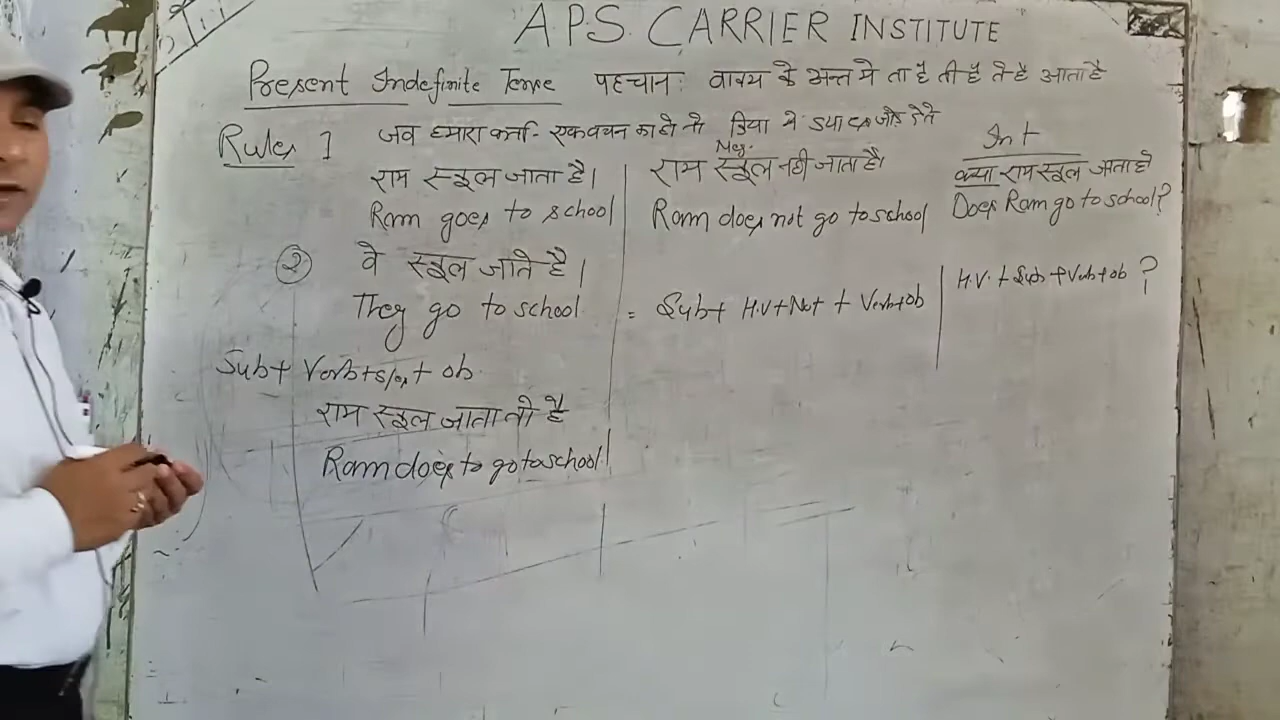 APS. CARRIER INSTITUTE
Present Indefinite Tense पहचान: वाक्य के अन्त मे ता है ती है ते है आता है
Rules 1 जब हमारा कर्त्ता - एकवचन का हो तो क्रिया मे s या es जोड़ देते
राम स्कूल जाता है।
Ram goes to school
Neg.
राम स्कूल नही जाता है।
Ram does not go to school
Int
क्या राम स्कूल जाता है
Does Ram go to school?
② वे स्कूल जाते है।
They go to school
= Sub+ H.V+Not + Verb+ob
H.V. + Sub + Verb + ob ?
Sub+ Verb+s/es+ ob.
राम स्कूल जाता ती है
Ram does to go to school